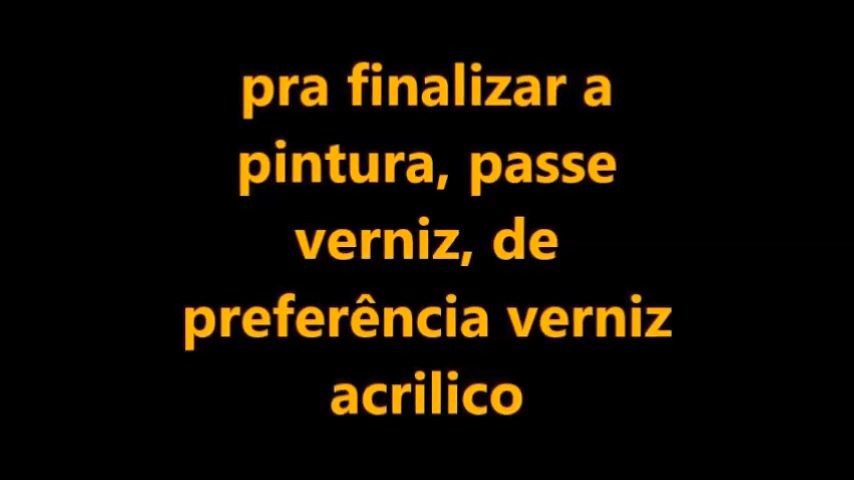 pra finalizar a
pintura, passe
verniz, de
preferência verniz
acrilico